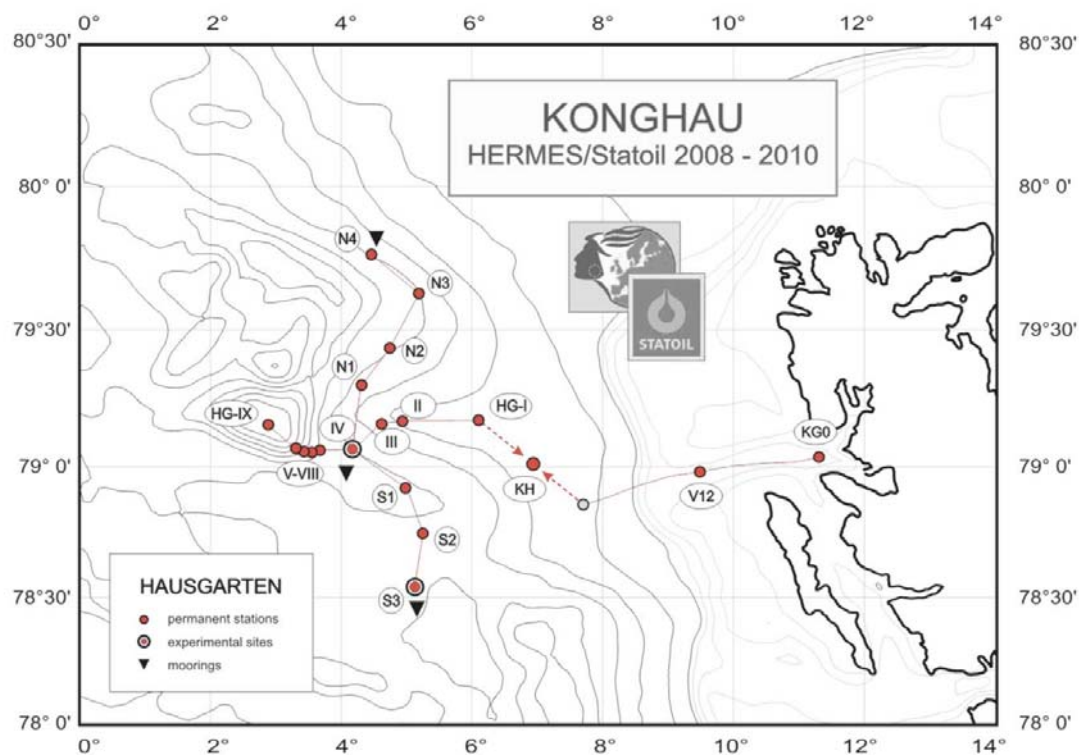 0° 2° 4° 6° 8° 10° 12° 14°
80°30' 80°30'
KONGHAU
HERMES/Statoil 2008 - 2010
80° 0' 80° 0'
N4
N3
STATOIL
79°30' 79°30'
N2
N1
HG-IX
IV
II
HG-I
III
KG0
79° 0' 79° 0'
V-VIII
KH
V12
S1
S2
HAUSGARTEN
S3
78°30' 78°30'
permanent stations
experimental sites
moorings
78° 0' 78° 0'
0° 2° 4° 6° 8° 10° 12° 14°